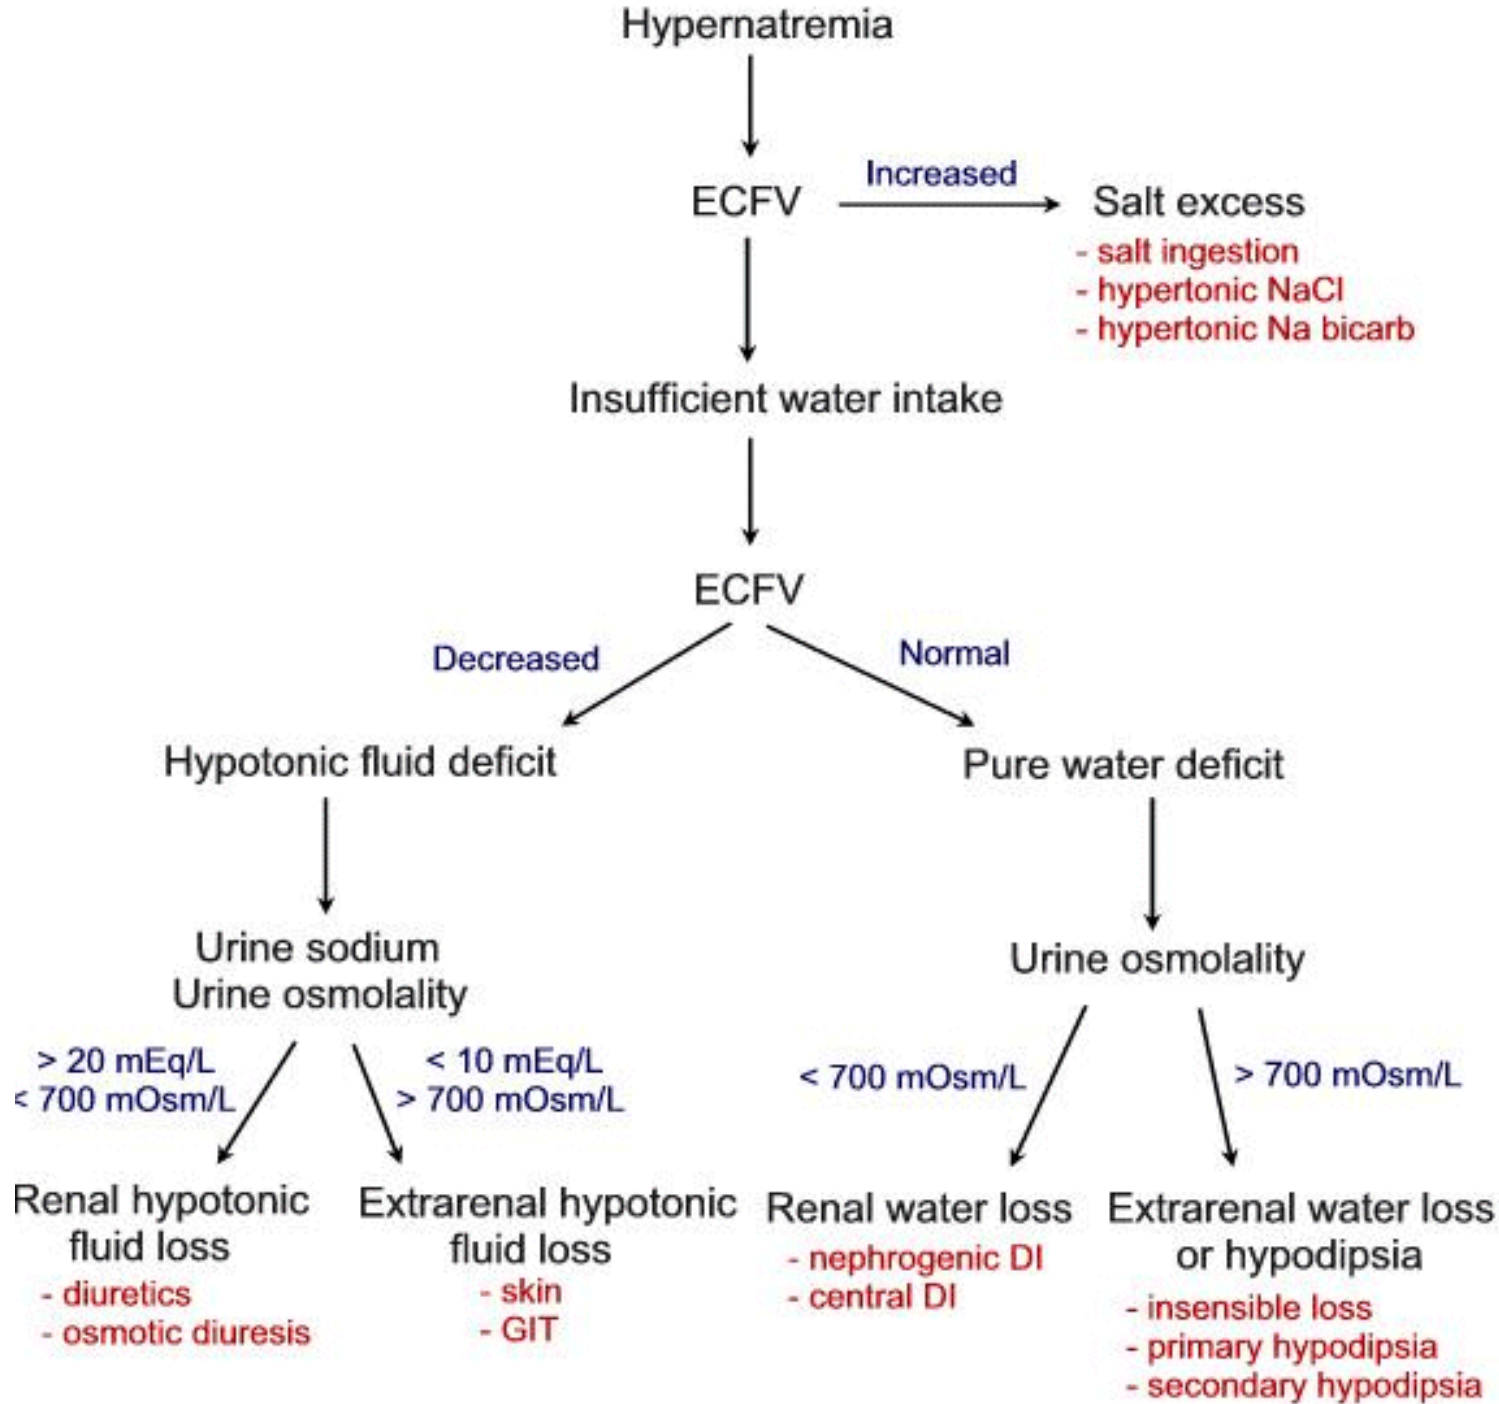 Hypernatremia
ECFV
Increased
Salt excess
- salt ingestion
- hypertonic NaCl
- hypertonic Na bicarb
Insufficient water intake
ECFV
Decreased
Normal
Hypotonic fluid deficit
Pure water deficit
Urine sodium
Urine osmolality
Urine osmolality
> 20 mEq/L
< 700 mOsm/L
< 10 mEq/L
> 700 mOsm/L
< 700 mOsm/L
> 700 mOsm/L
Renal hypotonic
fluid loss
- diuretics
- osmotic diuresis
Extrarenal hypotonic
fluid loss
- skin
- GIT
Renal water loss
- nephrogenic DI
- central DI
Extrarenal water loss
or hypodipsia
- insensible loss
- primary hypodipsia
- secondary hypodipsia